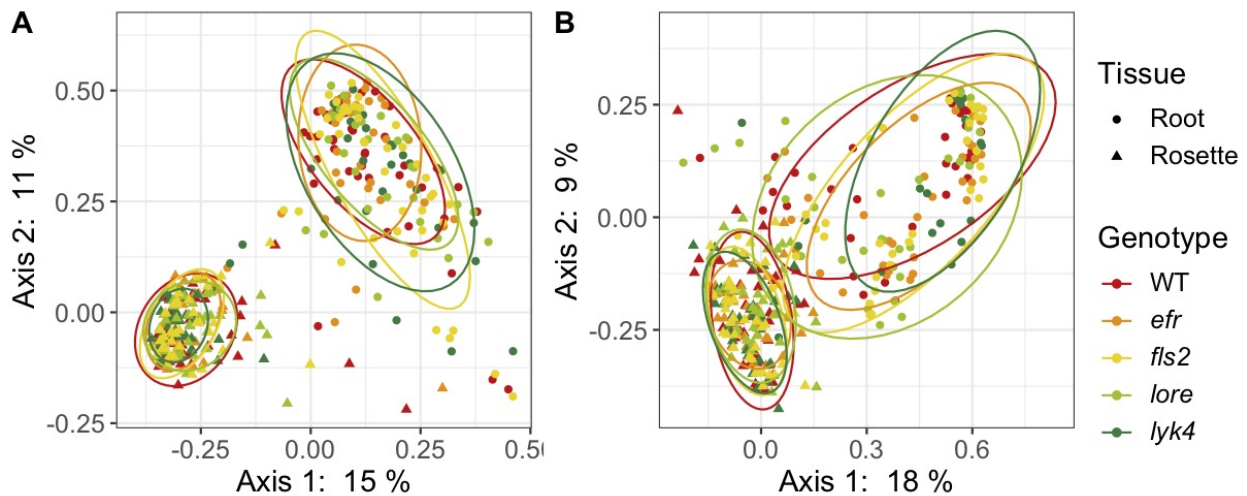 A
B
0.50
0.25
0.00
-0.25
Axis 2: 11 %
-0.25
0.00
0.25
0.50
Axis 1: 15 %
0.25
0.00
-0.25
Axis 2: 9 %
0.0
0.3
0.6
Axis 1: 18 %
Tissue
Root
Rosette
Genotype
WT
efr
fls2
lore
lyk4